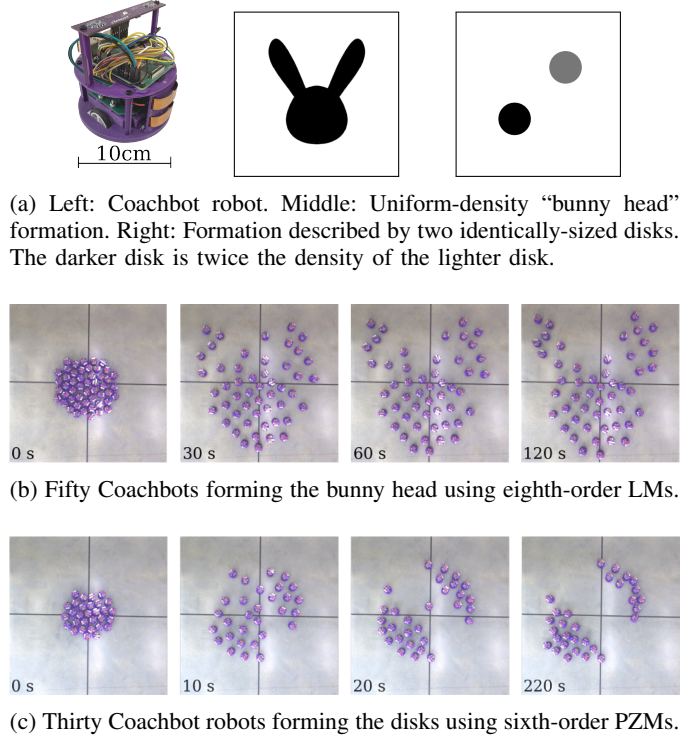 10cm
(a) Left: Coachbot robot. Middle: Uniform-density “bunny head”
formation. Right: Formation described by two identically-sized disks.
The darker disk is twice the density of the lighter disk.
0 s
30 s
60 s
120 s
(b) Fifty Coachbots forming the bunny head using eighth-order LMs.
0 s
10 s
20 s
220 s
(c) Thirty Coachbot robots forming the disks using sixth-order PZMs.